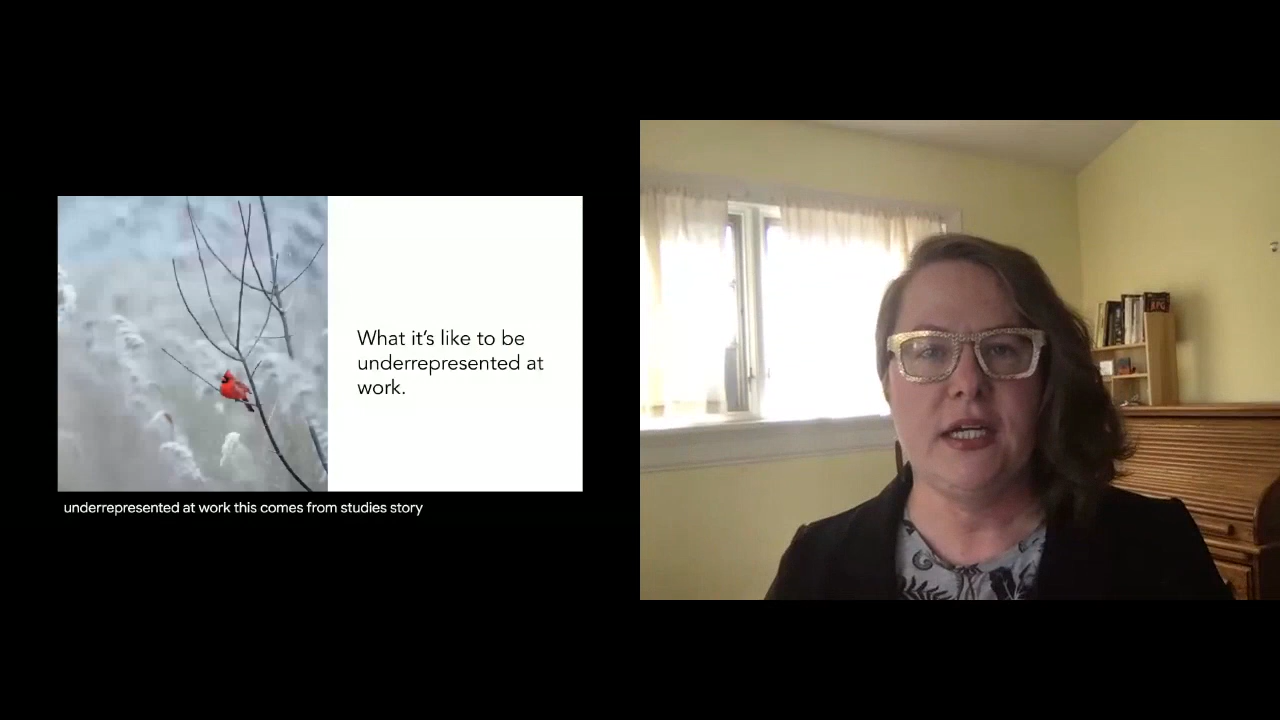 What it's like to be
underrepresented at
work.
underrepresented at work this comes from studies story